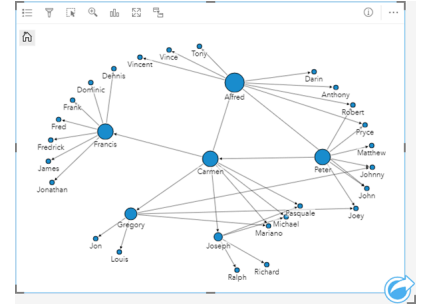 Tony
Vince
Vincent
Dennis
Darin
Dominic
Alfred
Anthony
Frank
Robert
Fred
Pryce
Fredrick
Francis
Matthew
James
Carmen
Peter
Johnny
Jonathan
John
Pasquale
Joey
Gregory
Michael
Mariano
Jon
Joseph
Louis
Richard
Ralph